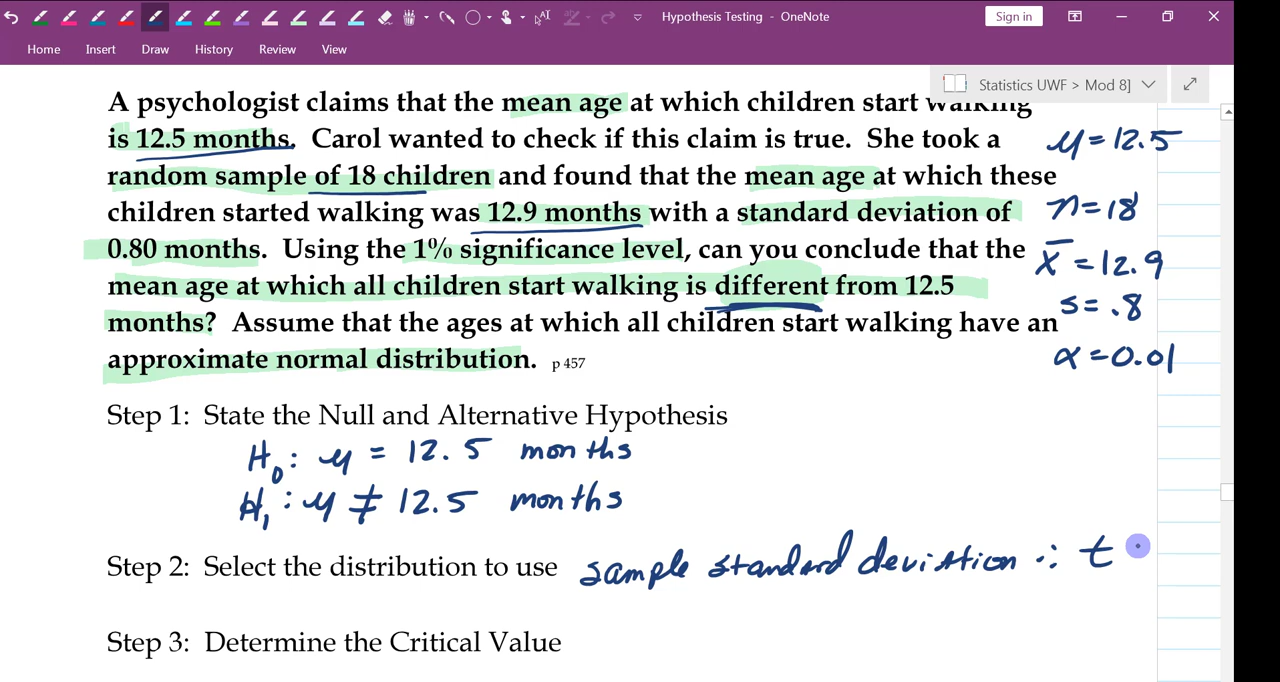 Hypothesis Testing - OneNote
Sign in
Home Insert Draw History Review View
Statistics UWF > Mod 8]
A psychologist claims that the mean age at which children start walking
is 12.5 months. Carol wanted to check if this claim is true. She took a
random sample of 18 children and found that the mean age at which these
children started walking was 12.9 months with a standard deviation of
0.80 months. Using the 1% significance level, can you conclude that the
mean age at which all children start walking is different from 12.5
months? Assume that the ages at which all children start walking have an
approximate normal distribution. p 457
μ = 12.5
n = 18
x̄ = 12.9
s = .8
α = 0.01
Step 1: State the Null and Alternative Hypothesis
H₀ : μ = 12.5 months
H₁ : μ ≠ 12.5 months
Step 2: Select the distribution to use sample standard deviation ∴ t
Step 3: Determine the Critical Value